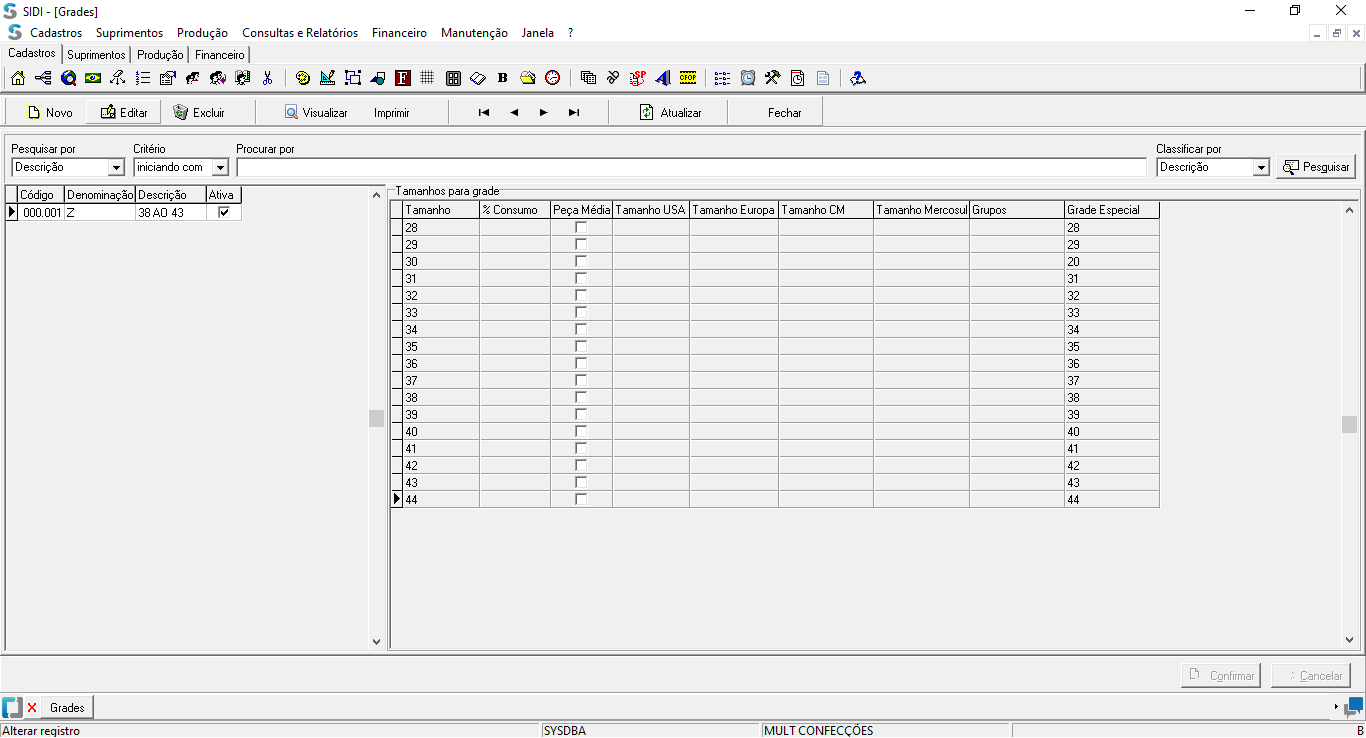 SIDI - [Grades]
Cadastros Suprimentos Produção Consultas e Relatórios Financeiro Manutenção Janela ?
Cadastros Suprimentos Produção Financeiro
F B SP CFOP
Novo Editar Excluir Visualizar Imprimir Atualizar Fechar
Pesquisar por Critério Procurar por Classificar por
Descrição iniciando com Descrição Pesquisar
Código Denominação Descrição Ativa
000.001 Z 38 AO 43
Tamanhos para grade
Tamanho % Consumo Peça Média Tamanho USA Tamanho Europa Tamanho CM Tamanho Mercosul Grupos Grade Especial
28 28
29 29
30 20
31 31
32 32
33 33
34 34
35 35
36 36
37 37
38 38
39 39
40 40
41 41
42 42
43 43
44 44
Confirmar Cancelar
Grades
Alterar registro SYSDBA MULT CONFECÇÕES B